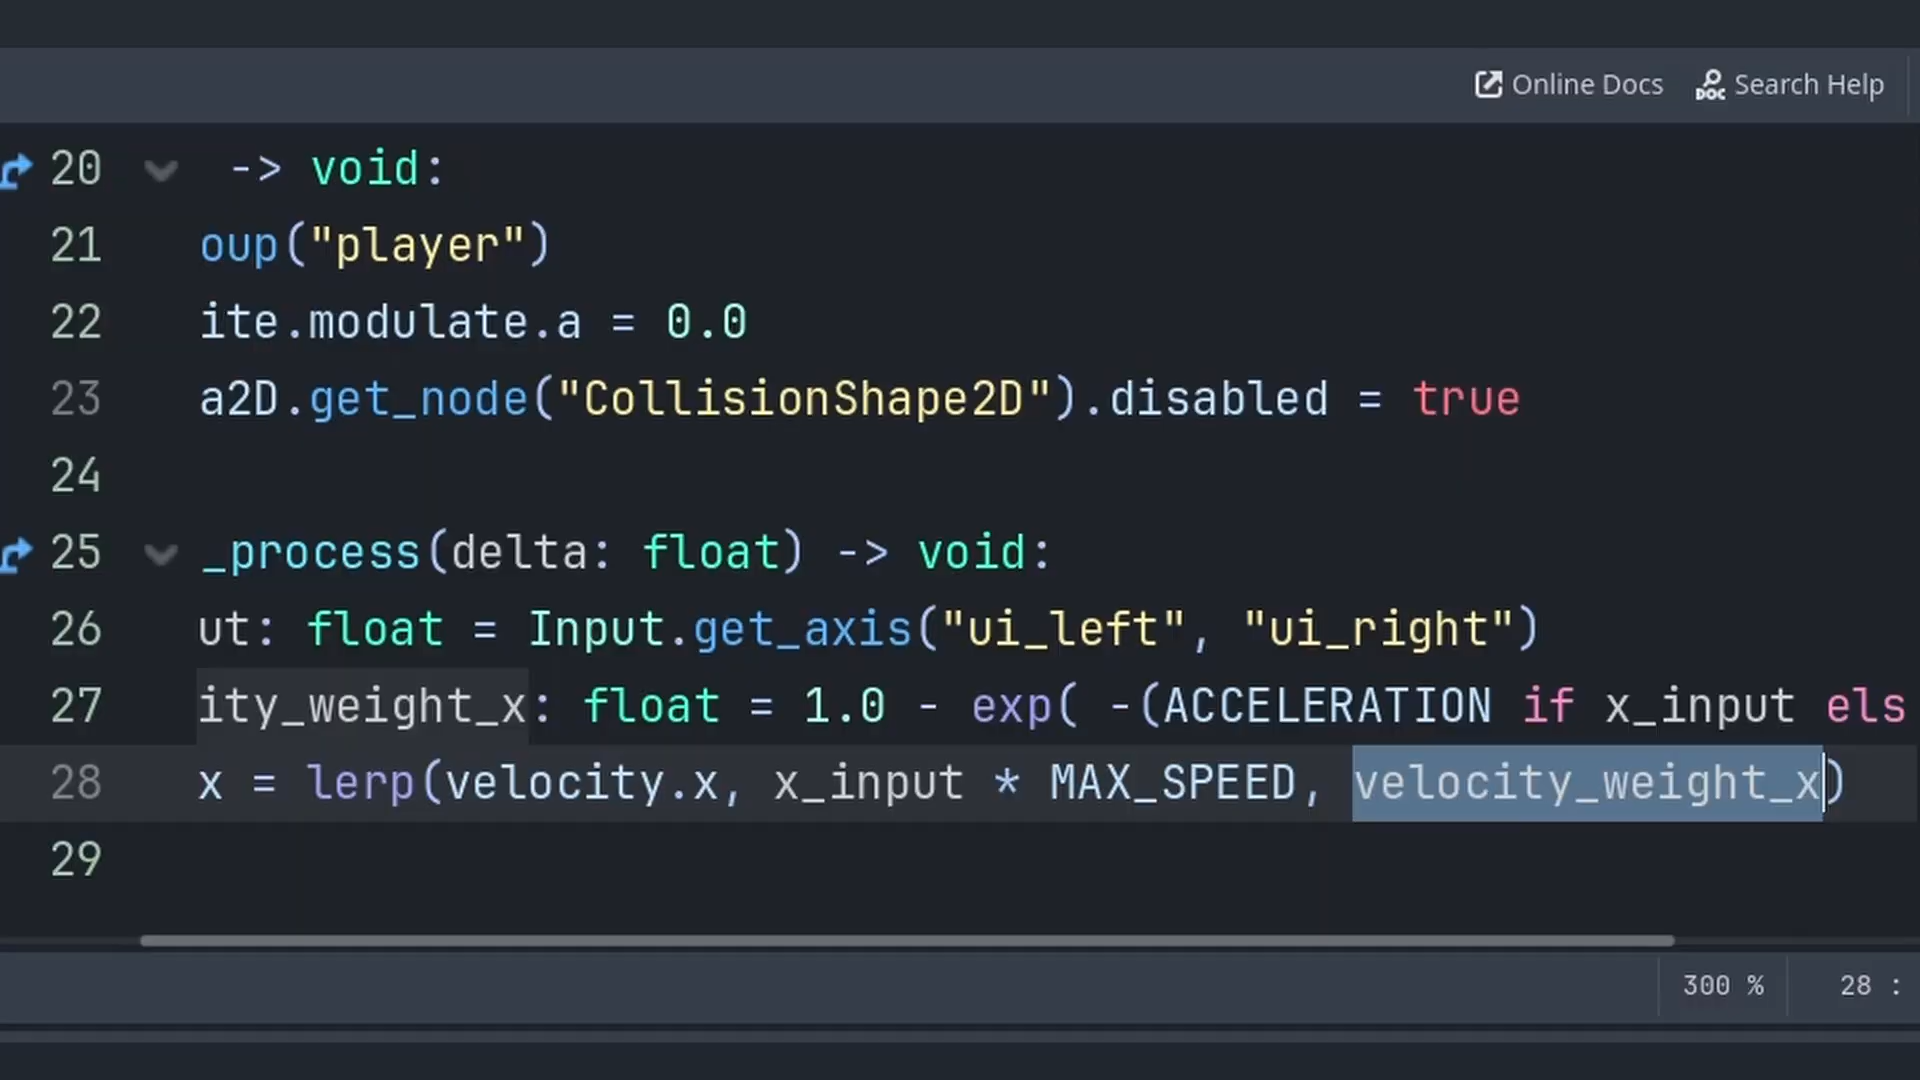 Online Docs Search Help
20 -> void:
21 oup("player")
22 ite.modulate.a = 0.0
23 a2D.get_node("CollisionShape2D").disabled = true
24
25 _process(delta: float) -> void:
26 ut: float = Input.get_axis("ui_left", "ui_right")
27 ity_weight_x: float = 1.0 - exp( -(ACCELERATION if x_input els
28 x = lerp(velocity.x, x_input * MAX_SPEED, velocity_weight_x)
29
300 % 28 :